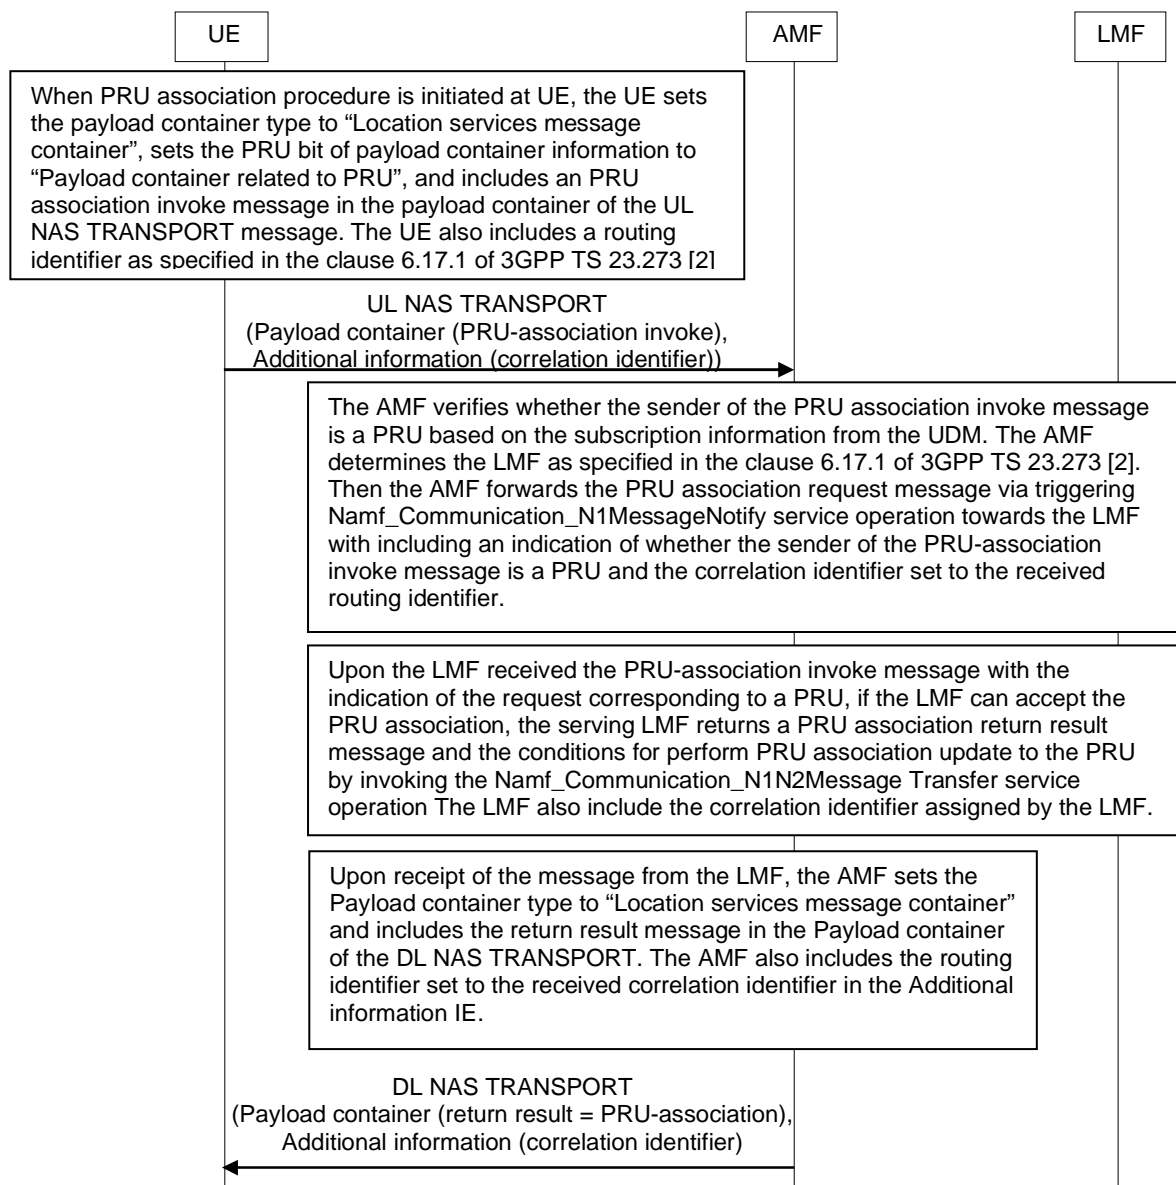 UE
AMF
LMF
When PRU association procedure is initiated at UE, the UE sets
the payload container type to “Location services message
container”, sets the PRU bit of payload container information to
“Payload container related to PRU”, and includes an PRU
association invoke message in the payload container of the UL
NAS TRANSPORT message. The UE also includes a routing
identifier as specified in the clause 6.17.1 of 3GPP TS 23.273 [2]
UL NAS TRANSPORT
(Payload container (PRU-association invoke),
Additional information (correlation identifier))
The AMF verifies whether the sender of the PRU association invoke message
is a PRU based on the subscription information from the UDM. The AMF
determines the LMF as specified in the clause 6.17.1 of 3GPP TS 23.273 [2].
Then the AMF forwards the PRU association request message via triggering
Namf_Communication_N1MessageNotify service operation towards the LMF
with including an indication of whether the sender of the PRU-association
invoke message is a PRU and the correlation identifier set to the received
routing identifier.
Upon the LMF received the PRU-association invoke message with the
indication of the request corresponding to a PRU, if the LMF can accept the
PRU association, the serving LMF returns a PRU association return result
message and the conditions for perform PRU association update to the PRU
by invoking the Namf_Communication_N1N2Message Transfer service
operation The LMF also include the correlation identifier assigned by the LMF.
Upon receipt of the message from the LMF, the AMF sets the
Payload container type to “Location services message container”
and includes the return result message in the Payload container
of the DL NAS TRANSPORT. The AMF also includes the routing
identifier set to the received correlation identifier in the Additional
information IE.
DL NAS TRANSPORT
(Payload container (return result = PRU-association),
Additional information (correlation identifier)